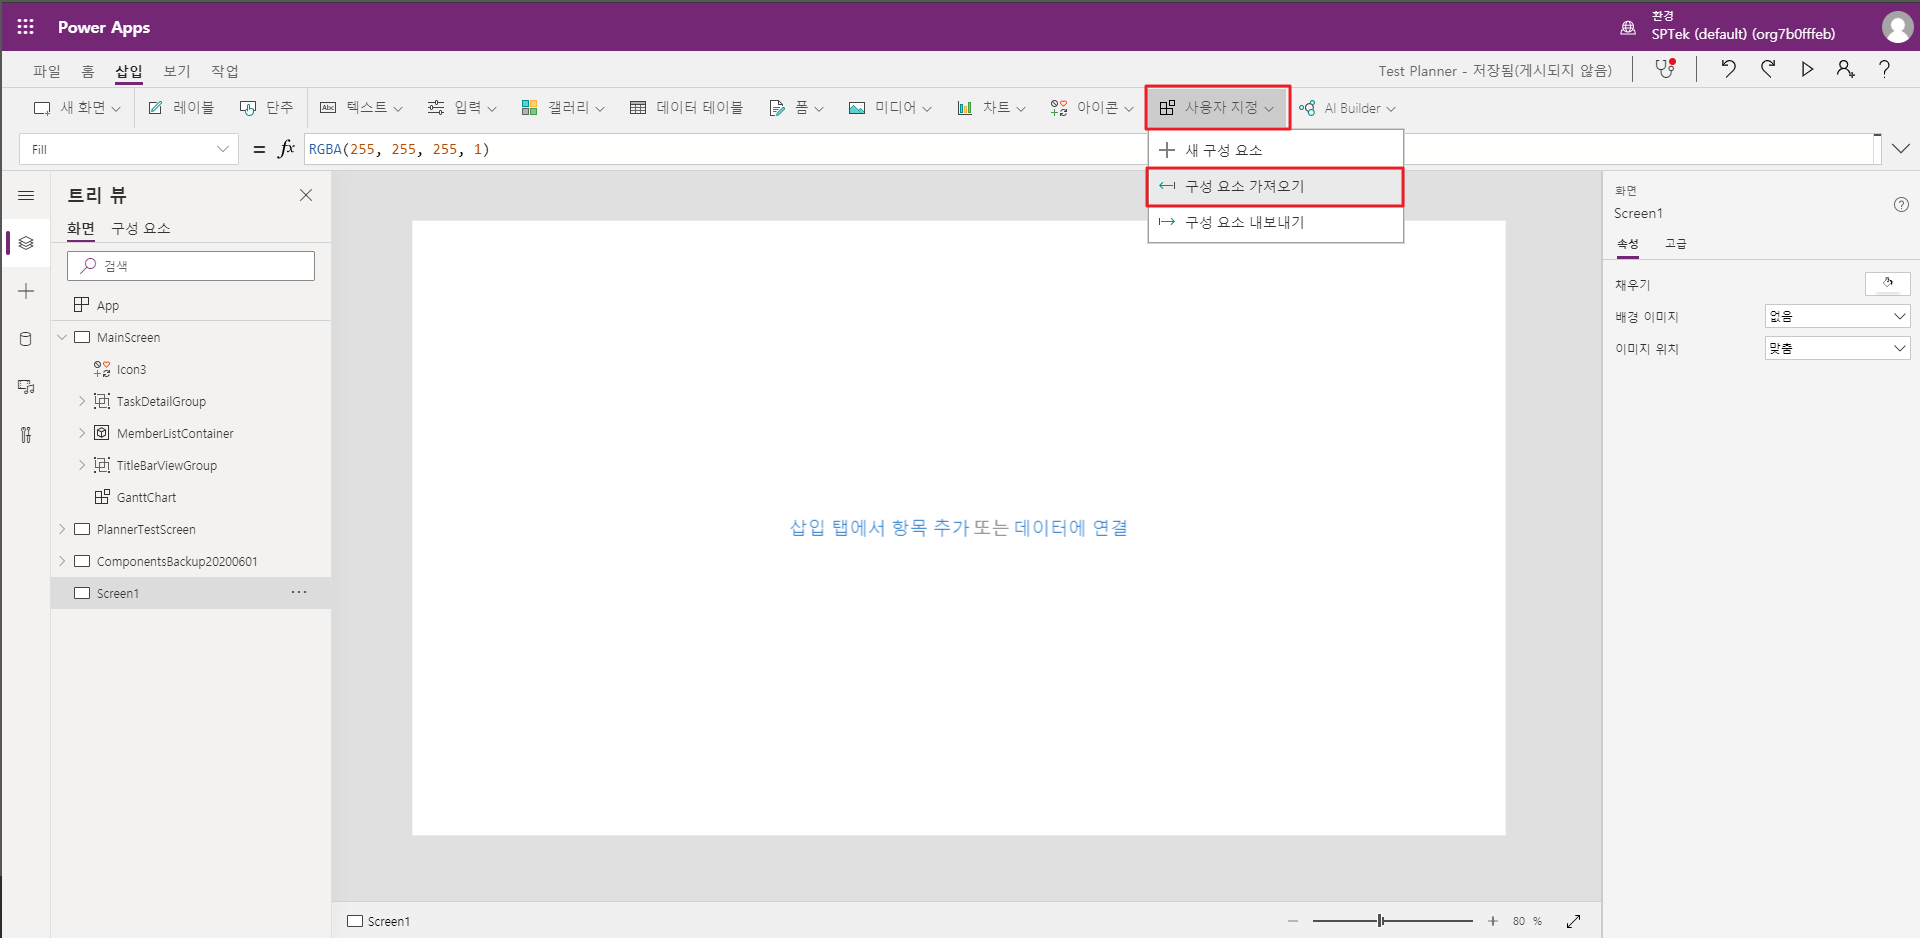 Power Apps
환경
SPTek (default) (org7b0fffeb)
파일 홈 삽입 보기 작업
Test Planner - 저장됨(게시되지 않음)
새 화면 레이블 단추 Abc 텍스트 입력 갤러리 데이터 테이블 폼 미디어 차트 아이콘 사용자 지정 AI Builder
Fill = fx RGBA(255, 255, 255, 1)
새 구성 요소
구성 요소 가져오기
구성 요소 내보내기
트리 뷰
화면 구성 요소
검색
App
MainScreen
Icon3
TaskDetailGroup
MemberListContainer
TitleBarViewGroup
GanttChart
PlannerTestScreen
ComponentsBackup20200601
Screen1 ...
삽입 탭에서 항목 추가 또는 데이터에 연결
화면
Screen1
속성 고급
채우기
배경 이미지 없음
이미지 위치 맞춤
Screen1
80 %